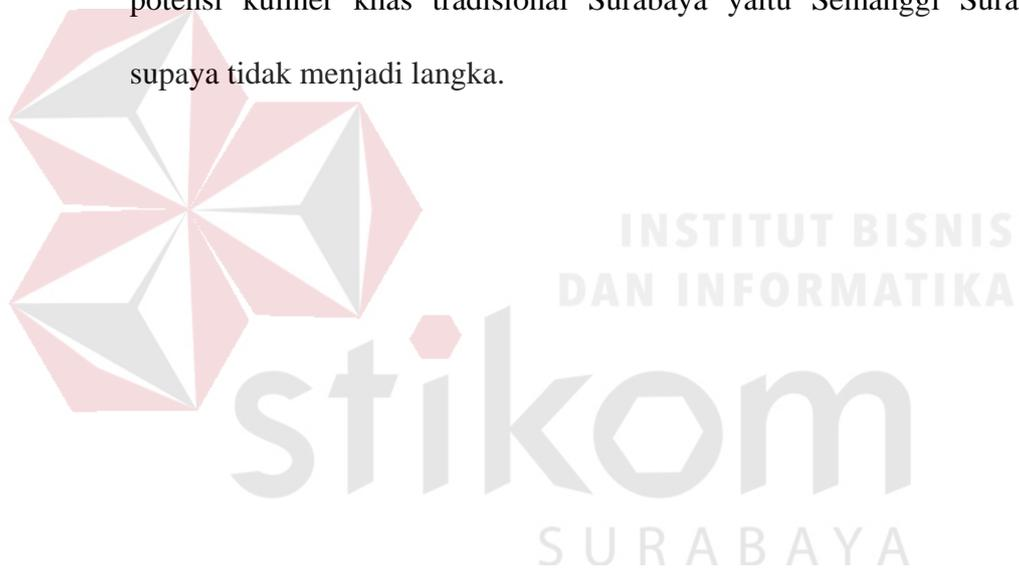 potensi kuliner khas tradisional Surabaya yaitu Semanggi Sura
supaya tidak menjadi langka.
INSTITUT BISNIS
DAN INFORMATIKA
stikom
SURABAYA